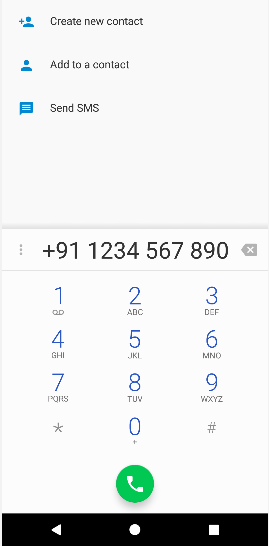 Create new contact
Add to a contact
Send SMS
+91 1234 567 890
1 2 3
ABC DEF
4 5 6
GHI JKL MNO
7 8 9
PQRS TUV WXYZ
* 0 #
+